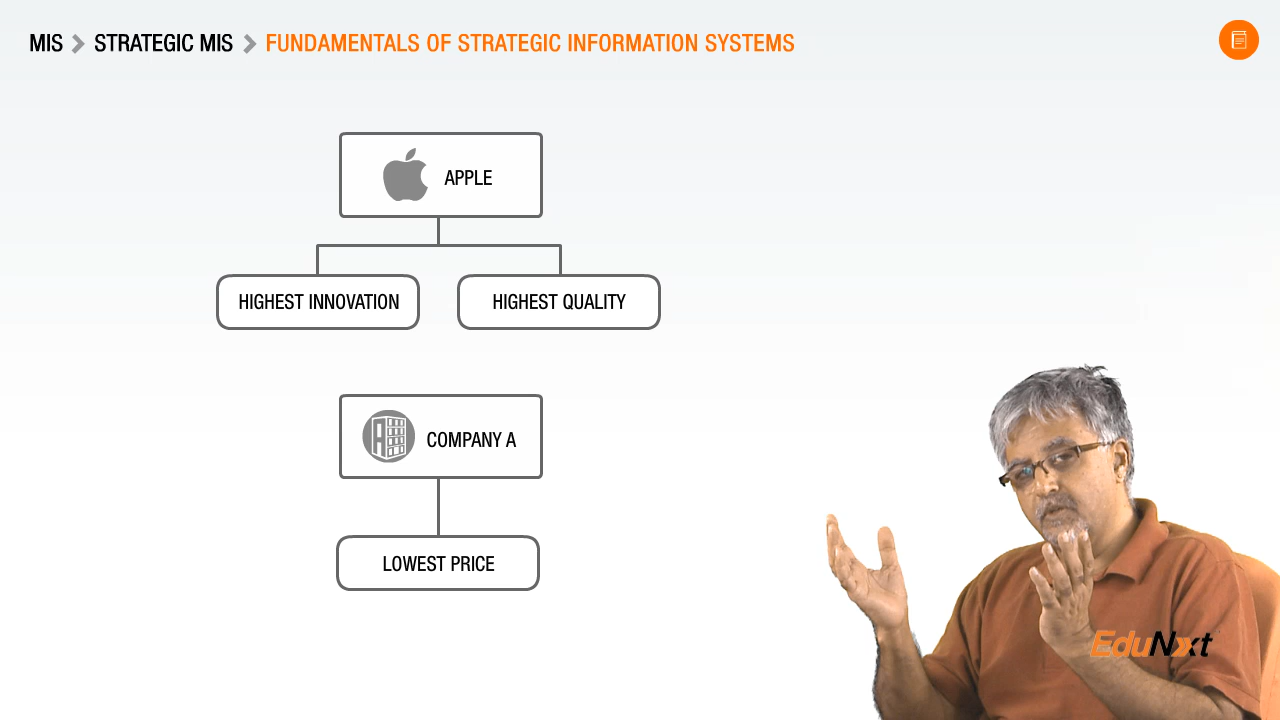 MIS > STRATEGIC MIS > FUNDAMENTALS OF STRATEGIC INFORMATION SYSTEMS
APPLE
HIGHEST INNOVATION
HIGHEST QUALITY
COMPANY A
LOWEST PRICE
EduNxt